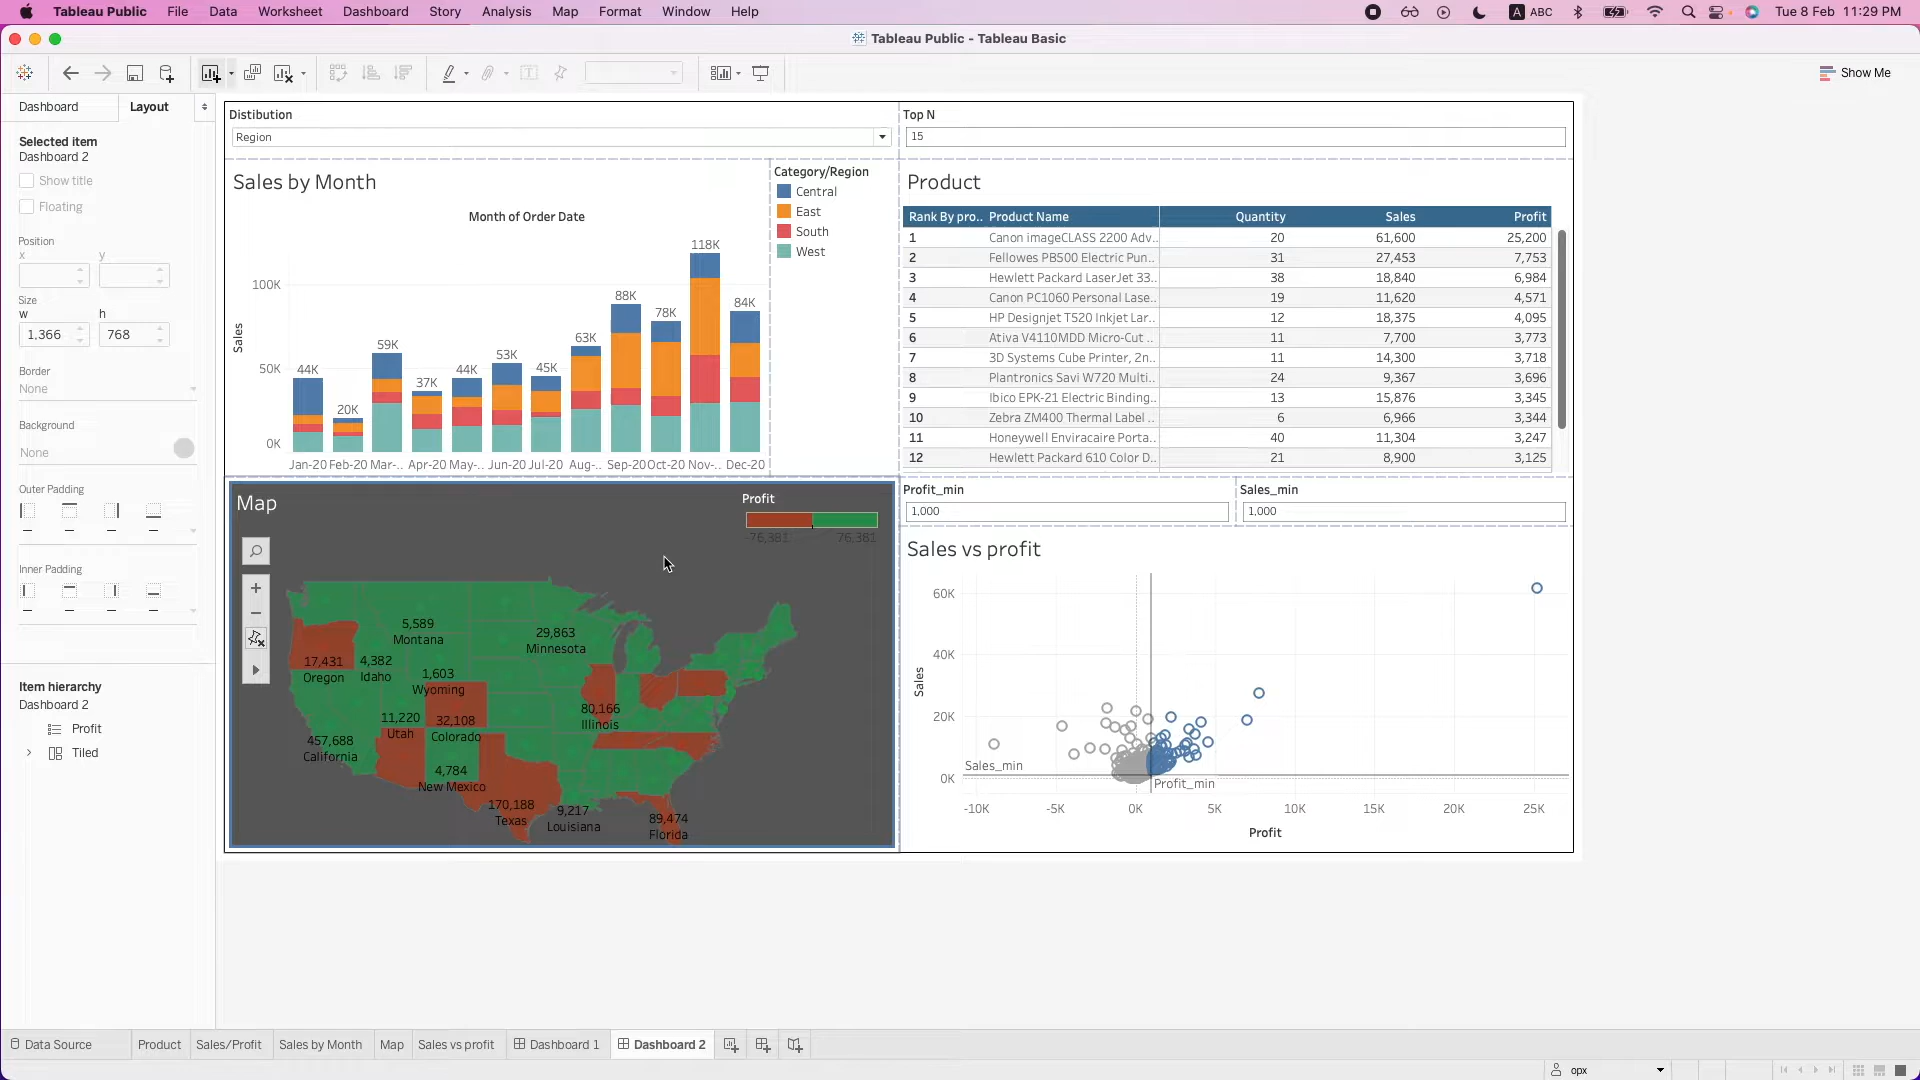 Tableau Public File Data Worksheet Dashboard Story Analysis Map Format Window Help A ABC Tue 8 Feb 11:29 PM
Tableau Public - Tableau Basic
Show Me
Dashboard Layout
Selected item
Dashboard 2
Show title
Floating
Position
x y
Size
w h
1,366 768
Border
None
Background
None
Outer Padding
Inner Padding
Item hierarchy
Dashboard 2
Profit
Tiled
Distibution
Region
Top N
15
Sales by Month
Month of Order Date
Sales
100K
50K
0K
44K 20K 59K 37K 44K 53K 45K 63K 88K 78K 118K 84K
Jan-20 Feb-20 Mar-.. Apr-20 May-.. Jun-20 Jul-20 Aug-.. Sep-20 Oct-20 Nov-.. Dec-20
Category/Region
Central
East
South
West
Product
Rank By pro.. Product Name Quantity Sales Profit
1 Canon imageCLASS 2200 Adv.. 20 61,600 25,200
2 Fellowes PB500 Electric Pun.. 31 27,453 7,753
3 Hewlett Packard LaserJet 33.. 38 18,840 6,984
4 Canon PC1060 Personal Lase.. 19 11,620 4,571
5 HP Designjet T520 Inkjet Lar.. 12 18,375 4,095
6 Ativa V4110MDD Micro-Cut .. 11 7,700 3,773
7 3D Systems Cube Printer, 2n.. 11 14,300 3,718
8 Plantronics Savi W720 Multi.. 24 9,367 3,696
9 Ibico EPK-21 Electric Binding.. 13 15,876 3,345
10 Zebra ZM400 Thermal Label .. 6 6,966 3,344
11 Honeywell Enviracaire Porta.. 40 11,304 3,247
12 Hewlett Packard 610 Color D.. 21 8,900 3,125
Map
Profit
-76,381 76,381
5,589
Montana
29,863
Minnesota
17,431
Oregon
4,382
Idaho
1,603
Wyoming
11,220
Utah
32,108
Colorado
80,166
Illinois
457,688
California
4,784
New Mexico
170,188
Texas
9,217
Louisiana
89,474
Florida
Profit_min
1,000
Sales_min
1,000
Sales vs profit
Sales
60K
40K
20K
0K
Sales_min
Profit_min
-10K -5K 0K 5K 10K 15K 20K 25K
Profit
Data Source Product Sales/Profit Sales by Month Map Sales vs profit Dashboard 1 Dashboard 2
opx